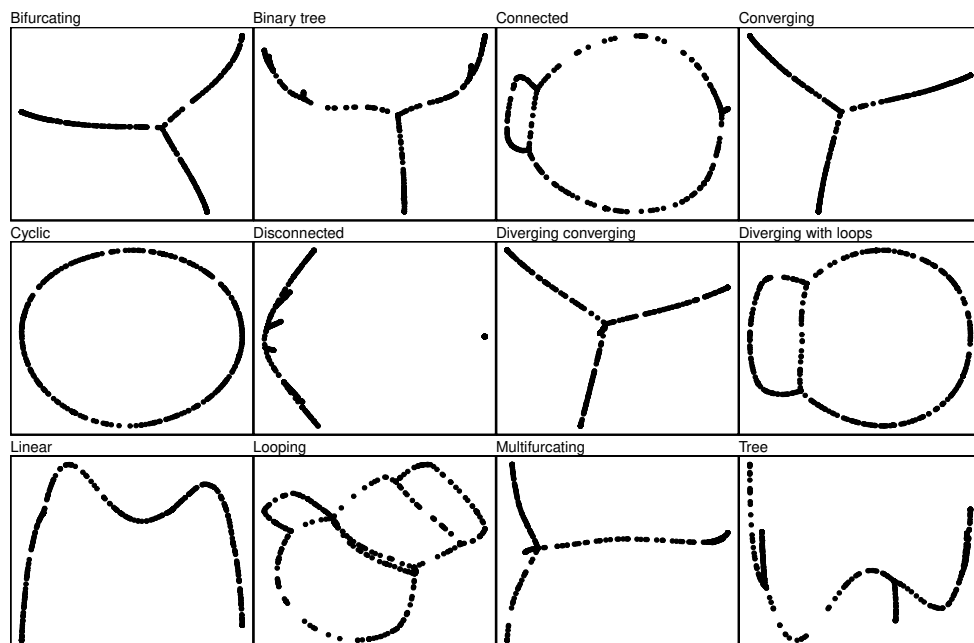 Bifurcating
Binary tree
Connected
Converging
Cyclic
Disconnected
Diverging converging
Diverging with loops
Linear
Looping
Multifurcating
Tree